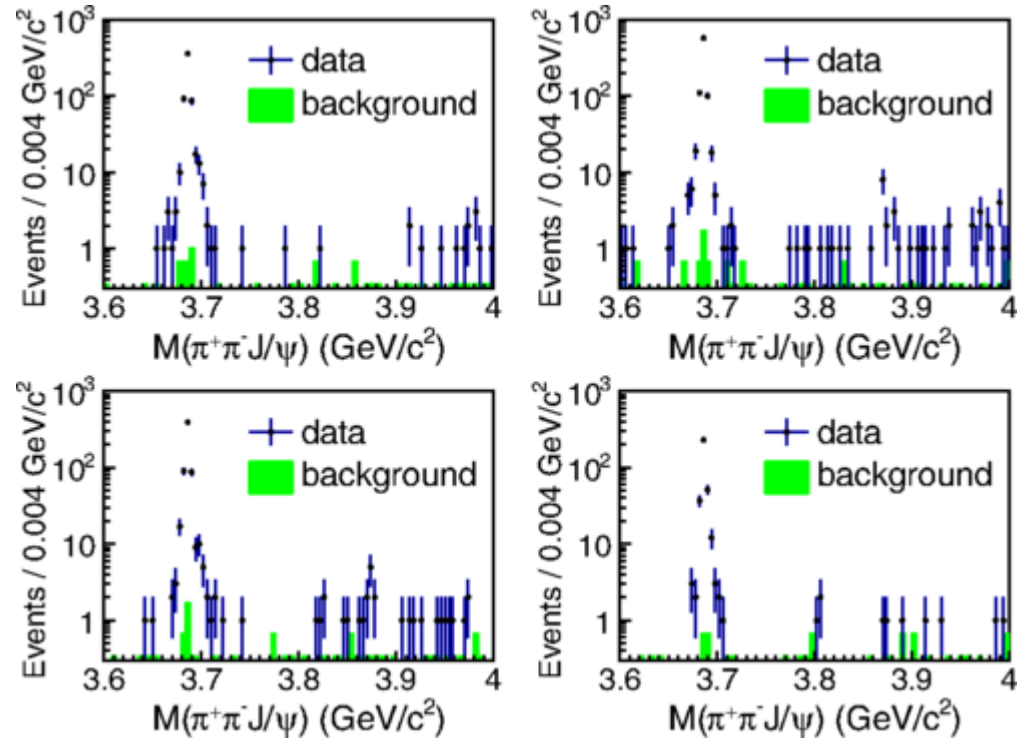 Events / 0.004 GeV/c²
10³
10²
10
1
data
background
3.6 3.7 3.8 3.9 4
M(π⁺π⁻J/ψ) (GeV/c²)
Events / 0.004 GeV/c²
10³
10²
10
1
data
background
3.6 3.7 3.8 3.9 4
M(π⁺π⁻J/ψ) (GeV/c²)
Events / 0.004 GeV/c²
10³
10²
10
1
data
background
3.6 3.7 3.8 3.9 4
M(π⁺π⁻J/ψ) (GeV/c²)
Events / 0.004 GeV/c²
10³
10²
10
1
data
background
3.6 3.7 3.8 3.9 4
M(π⁺π⁻J/ψ) (GeV/c²)